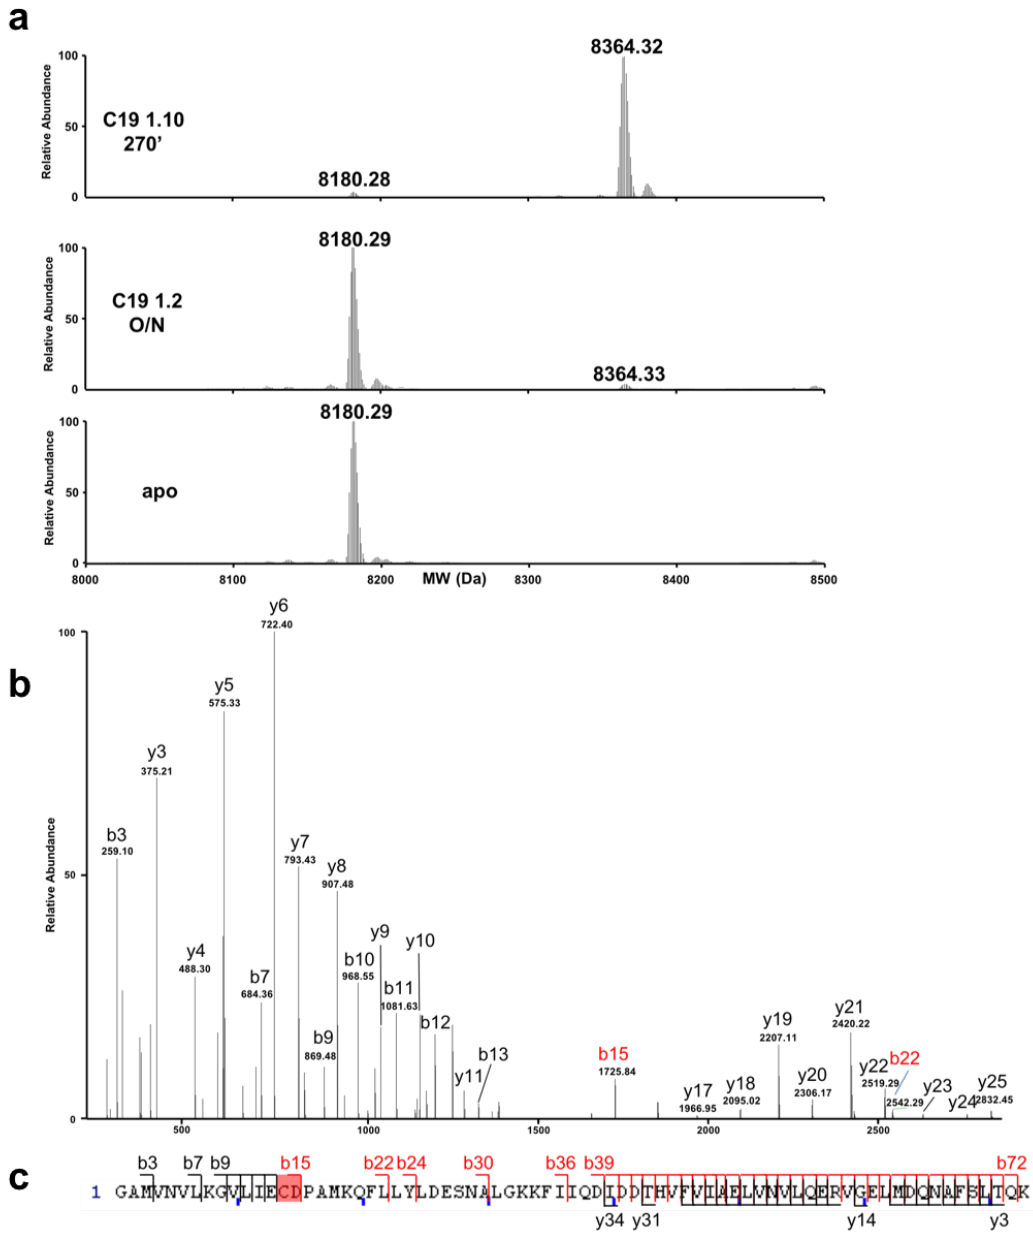 a
8364.32
100
Relative Abundance
C19 1.10
270’
50
8180.28
0
8180.29
100
Relative Abundance
C19 1.2
O/N
50
8364.33
0
8180.29
100
Relative Abundance
apo
50
0
8000 8100 8200 MW (Da) 8300 8400 8500
b
y6
722.40
100
y5
575.33
y3
375.21
b3
259.10
y7
793.43
y8
907.48
50
Relative Abundance
y4
488.30
b7
684.36
b10
968.55
y9
y10
b11
1081.63
b9
869.48
b12
y11
b13
b15
1725.84
y17
1966.95
y18
2095.02
y19
2207.11
y20
2306.17
y21
2420.22
y22
2519.29
b22
2542.29
y23
y24
y25
2832.45
0
500 1000 1500 2000 2500
c
b3 b7 b9 b15 b22 b24 b30 b36 b39 b72
1 GAMVNVLKGVLIECDPAMKQFLLYLDESNALGKKFIIQDIDDTHVFVIAELVNVLQERVGELMDQNAFSLTQK
y34 y31 y14 y3